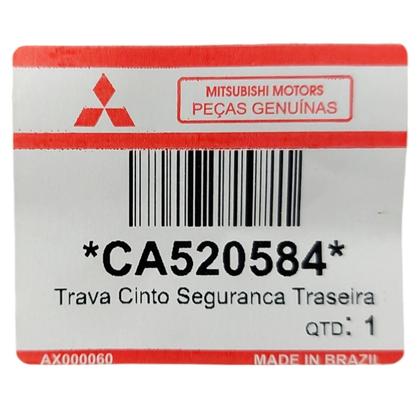 MITSUBISHI MOTORS
PEÇAS GENUÍNAS
*CA520584*
Trava Cinto Seguranca Traseira
QTD: 1
AX000060 MADE IN BRAZIL